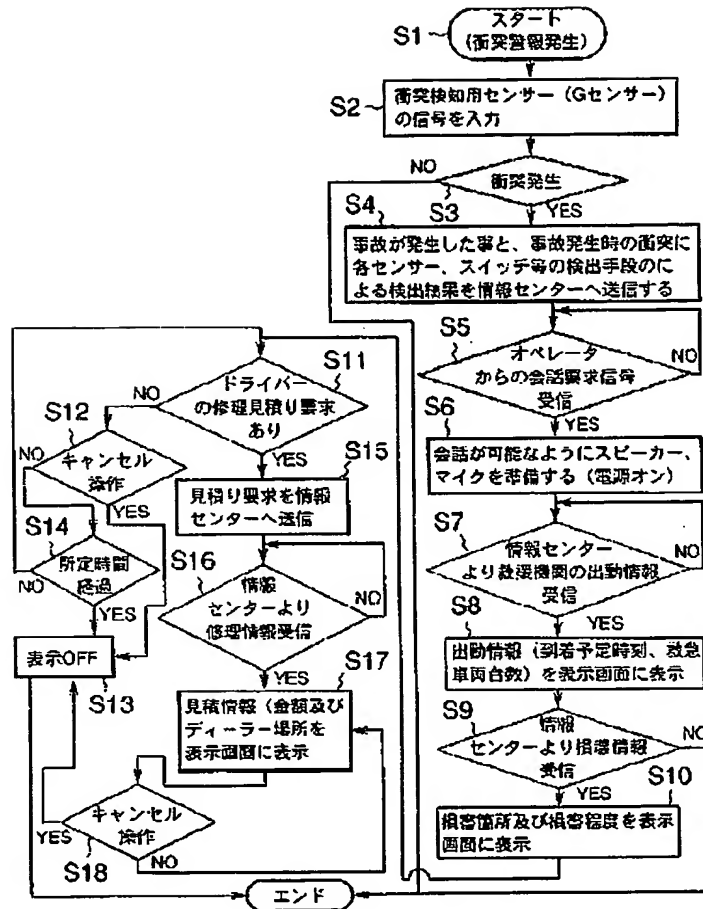 S1
スタート
(衝突警報発生)
S2
衝突検知用センサー(Gセンサー)
の信号を入力
NO
衝突発生
S3
YES
S4
事故が発生した事と、事故発生時の衝突に
各センサー、スイッチ等の検出手段のに
よる検出結果を情報センターへ送信する
S5
オペレータ
からの会話要求信号
受信
NO
YES
S6
会話が可能なようにスピーカー、
マイクを準備する(電源オン)
S7
情報センター
より救援機関の出動情報
受信
NO
YES
S8
出動情報(到着予定時刻、救急
車両台数)を表示画面に表示
S9
情報
センターより損害情報
受信
NO
YES
S10
損害箇所及び損害程度を表示
画面に表示
S11
ドライバー
の修理見積り要求
あり
NO
YES
S12
キャンセル
操作
NO
YES
S14
所定時間
経過
NO
YES
表示OFF
S13
S15
見積り要求を情報
センターへ送信
S16
情報
センターより
修理情報受信
NO
YES
S17
見積情報(金額及び
ディーラー場所を
表示画面に表示
キャンセル
操作
YES
NO
S18
エンド